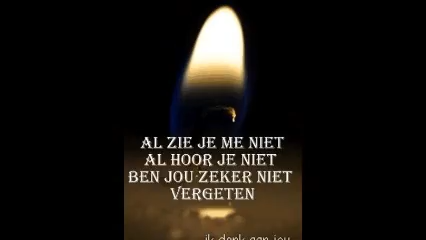 AL ZIE JE ME NIET
AL HOOR JE NIET
BEN JOU ZEKER NIET
VERGETEN
ik denk aan jou